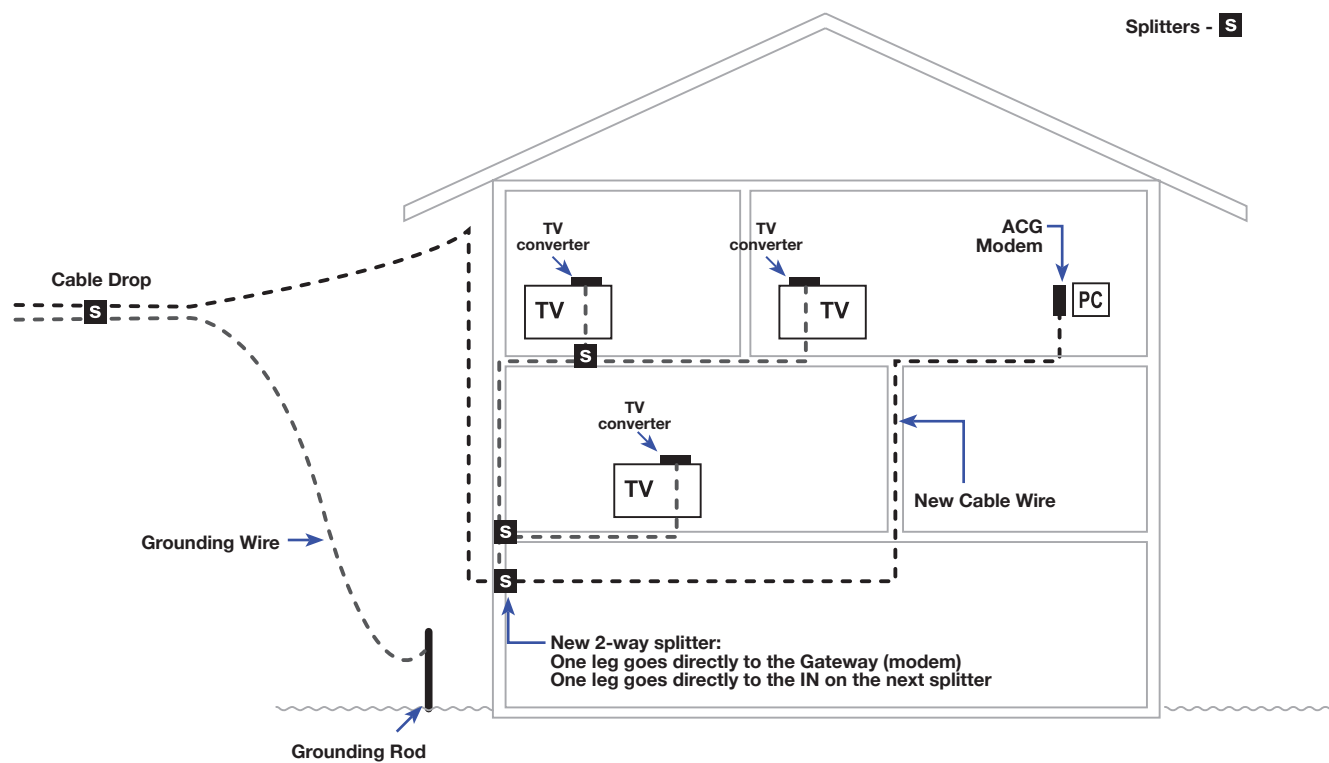 Splitters - S
TV
converter
TV
converter
ACG
Modem
Cable Drop
S
TV
TV
PC
S
TV
converter
TV
New Cable Wire
S
Grounding Wire
S
New 2-way splitter:
One leg goes directly to the Gateway (modem)
One leg goes directly to the IN on the next splitter
Grounding Rod